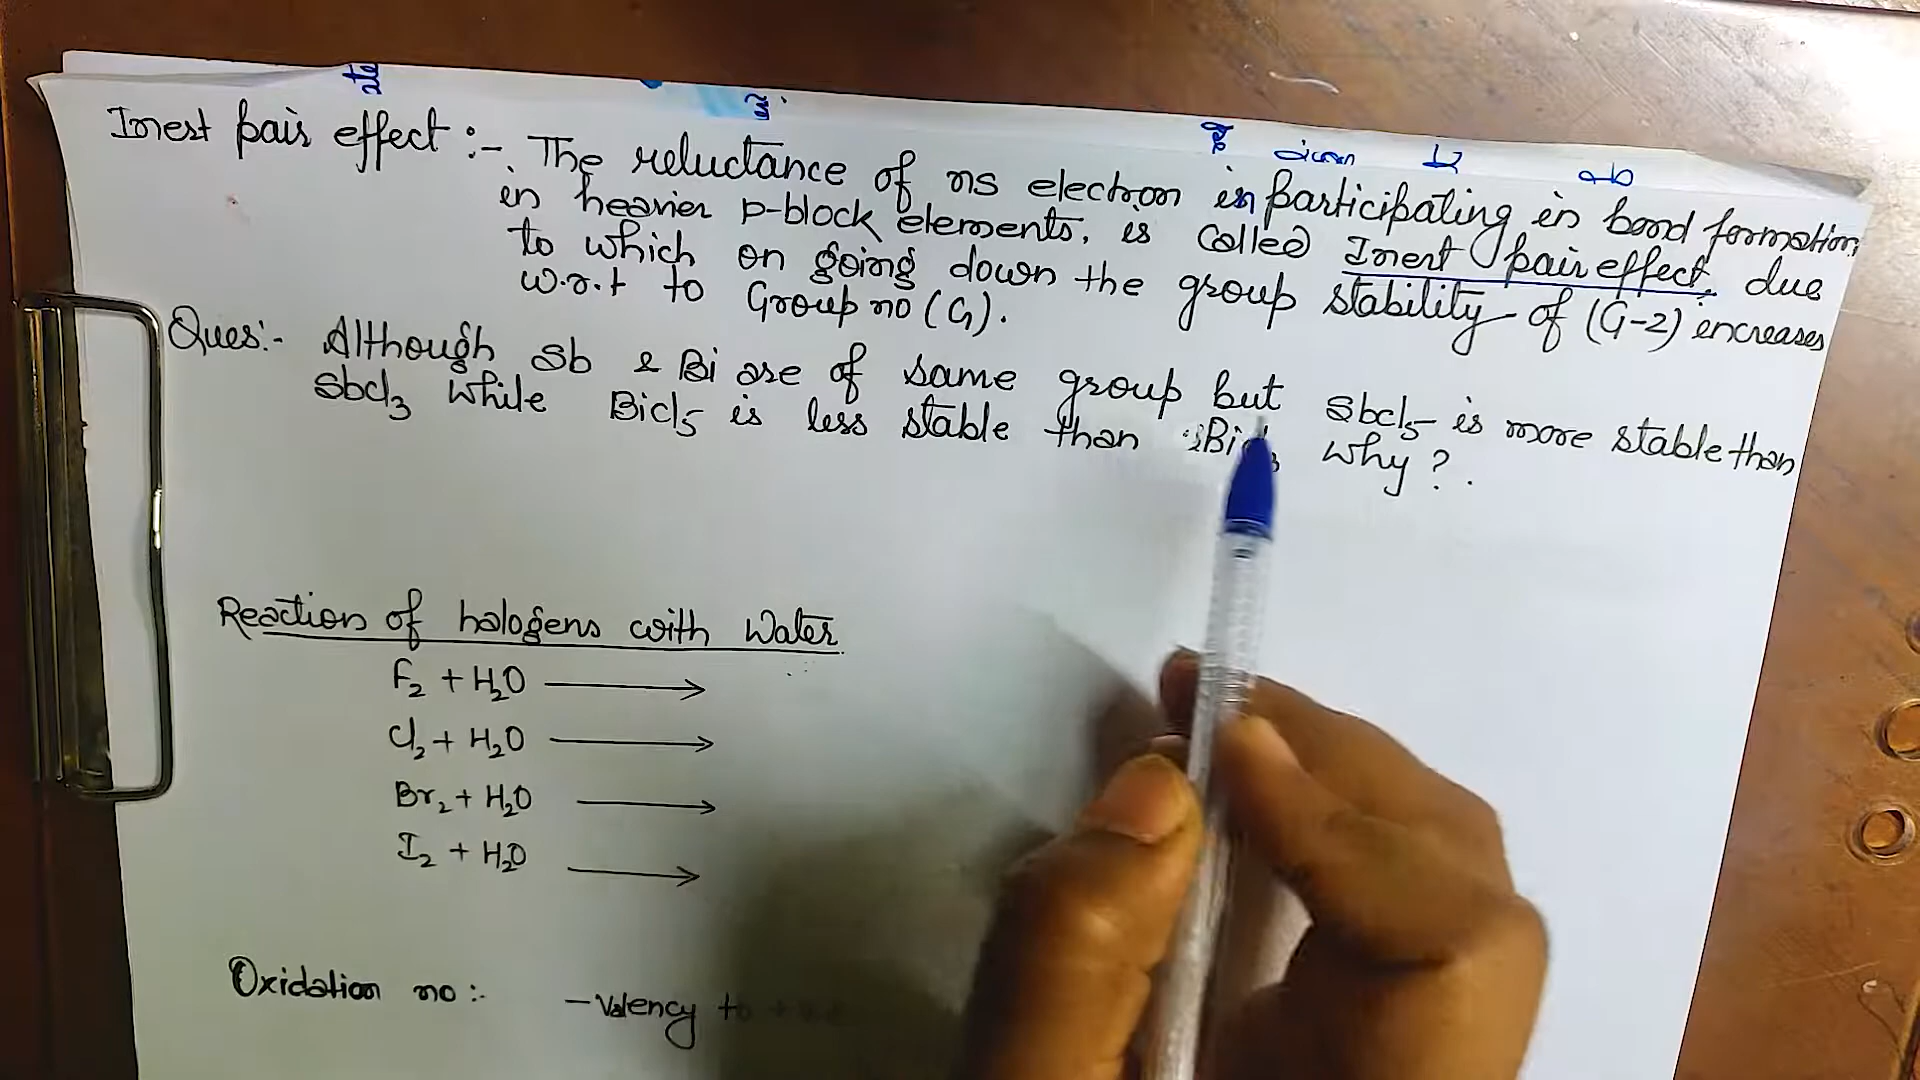 Inert pair effect :- The reluctance of ns electron in participating in bond formation
in heavier p-block elements, is called Inert pair effect, due
to which on going down the group stability of (G-2) increases
w.r.t to Group no (G).
Ques:- Although Sb & Bi are of same group but SbCl5 is more stable than
SbCl3 while BiCl5 is less stable than why?
Reaction of halogens with Water
F2 + H2O ⟶
Cl2 + H2O ⟶
Br2 + H2O ⟶
I2 + H2O ⟶
Oxidation no :- - Valency to